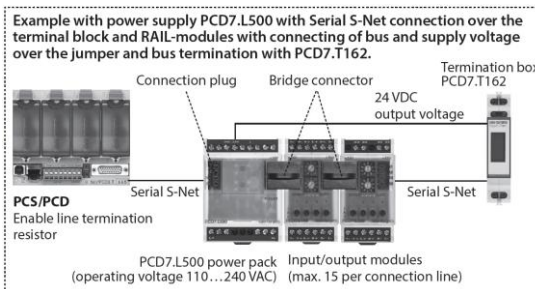 Example with power supply PCD7.L500 with Serial S-Net connection over the
terminal block and RAIL-modules with connecting of bus and supply voltage
over the jumper and bus termination with PCD7.T162.
Termination box
PCD7.T162
Connection plug
Bridge connector
24 VDC
output voltage
PCS/PCD
Enable line termination
resistor
Serial S-Net
Serial S-Net
PCD7.L500 power pack
(operating voltage 110...240 VAC)
Input/output modules
(max. 15 per connection line)